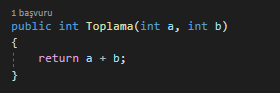 1 başvuru
public int Toplama(int a, int b)
{
    return a + b;
}